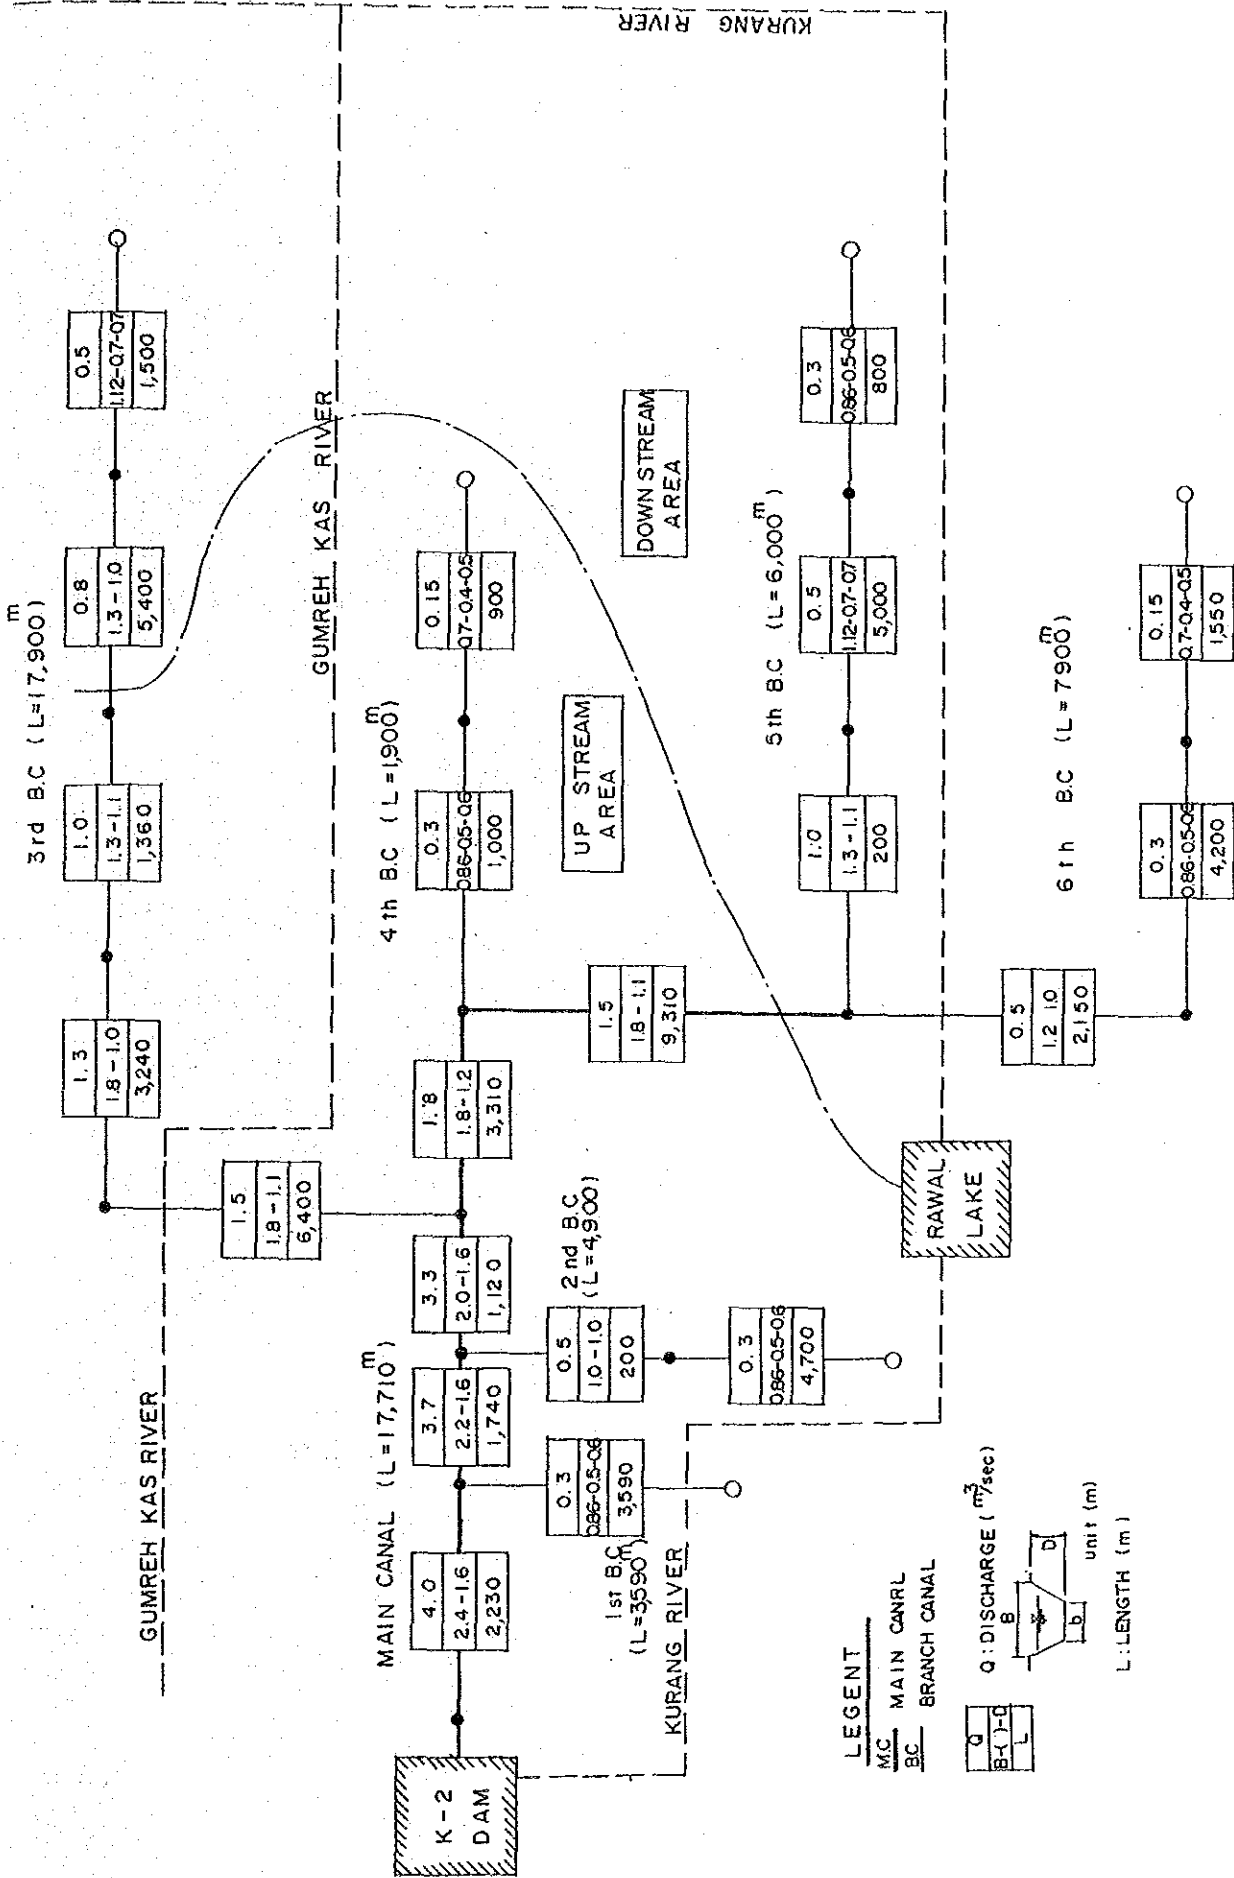 3rd B.C (L=17,900)m
1.3
1.8-1.0
3,240
1.0
1.3-1.1
1,360
0.8
1.3-1.0
5,400
0.5
1.12-0.7-0.7
1,500
GUMREH KAS RIVER
GUMREH KAS RIVER
1.5
1.8-1.1
6,400
MAIN CANAL (L=17,710)m
K-2
DAM
4.0
2.4-1.6
2,230
3.7
2.2-1.6
1,740
3.3
2.0-1.6
1,120
1.8
1.8-1.2
3,310
4th B.C (L=1,900)m
0.3
0.86-0.5-0.6
1,000
0.15
0.7-0.4-0.5
900
1st B.C
(L=3,590)m
0.3
0.86-0.5-0.6
3,590
2nd B.C
(L=4,900)
0.5
1.0-1.0
200
0.3
0.86-0.5-0.6
4,700
UP STREAM
AREA
DOWN STREAM
AREA
1.5
1.8-1.1
9,310
5th B.C (L=6,000)m
1.0
1.3-1.1
200
0.5
1.12-0.7-0.7
5,000
0.3
0.86-0.5-0.6
800
KURANG RIVER
KURANG RIVER
RAWAL
LAKE
0.5
1.2 1.0
2,150
6th B.C (L=7900)m
0.3
0.86-0.5-0.6
4,200
0.15
0.7-0.4-0.5
1,550
LEGENT
M.C MAIN CANRL
B.C BRANCH CANAL
Q
B-( )-D
L
Q : DISCHARGE (m3/sec)
B
D
b
unit (m)
L : LENGTH (m)